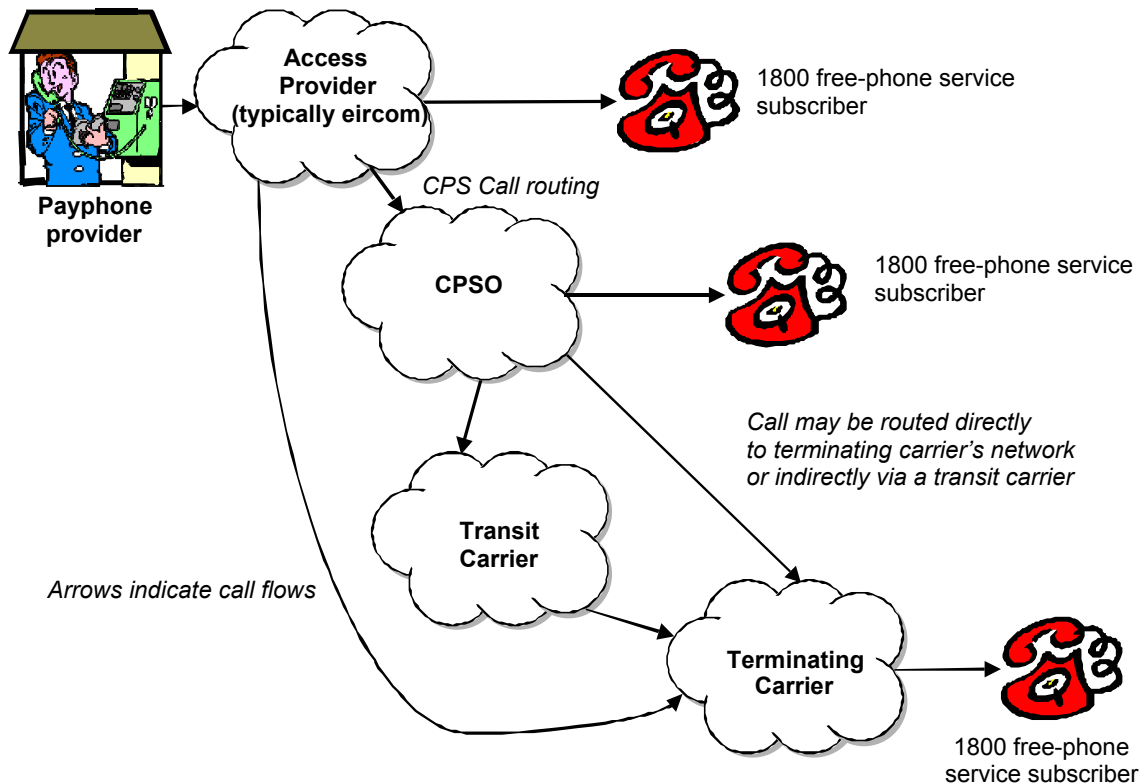 Access
Provider
(typically eircom)
1800 free-phone service
subscriber
Payphone
provider
CPS Call routing
CPSO
1800 free-phone service
subscriber
Call may be routed directly
to terminating carrier's network
or indirectly via a transit carrier
Transit
Carrier
Arrows indicate call flows
Terminating
Carrier
1800 free-phone
service subscriber